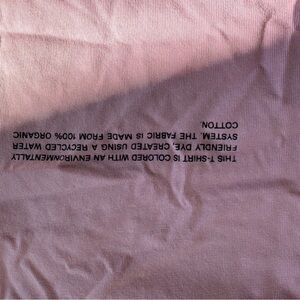 THIS T-SHIRT IS COLORED WITH AN ENVIRONMENTALLY
FRIENDLY DYE, CREATED USING A RECYCLED WATER
SYSTEM. THE FABRIC IS MADE FROM 100% ORGANIC
COTTON.